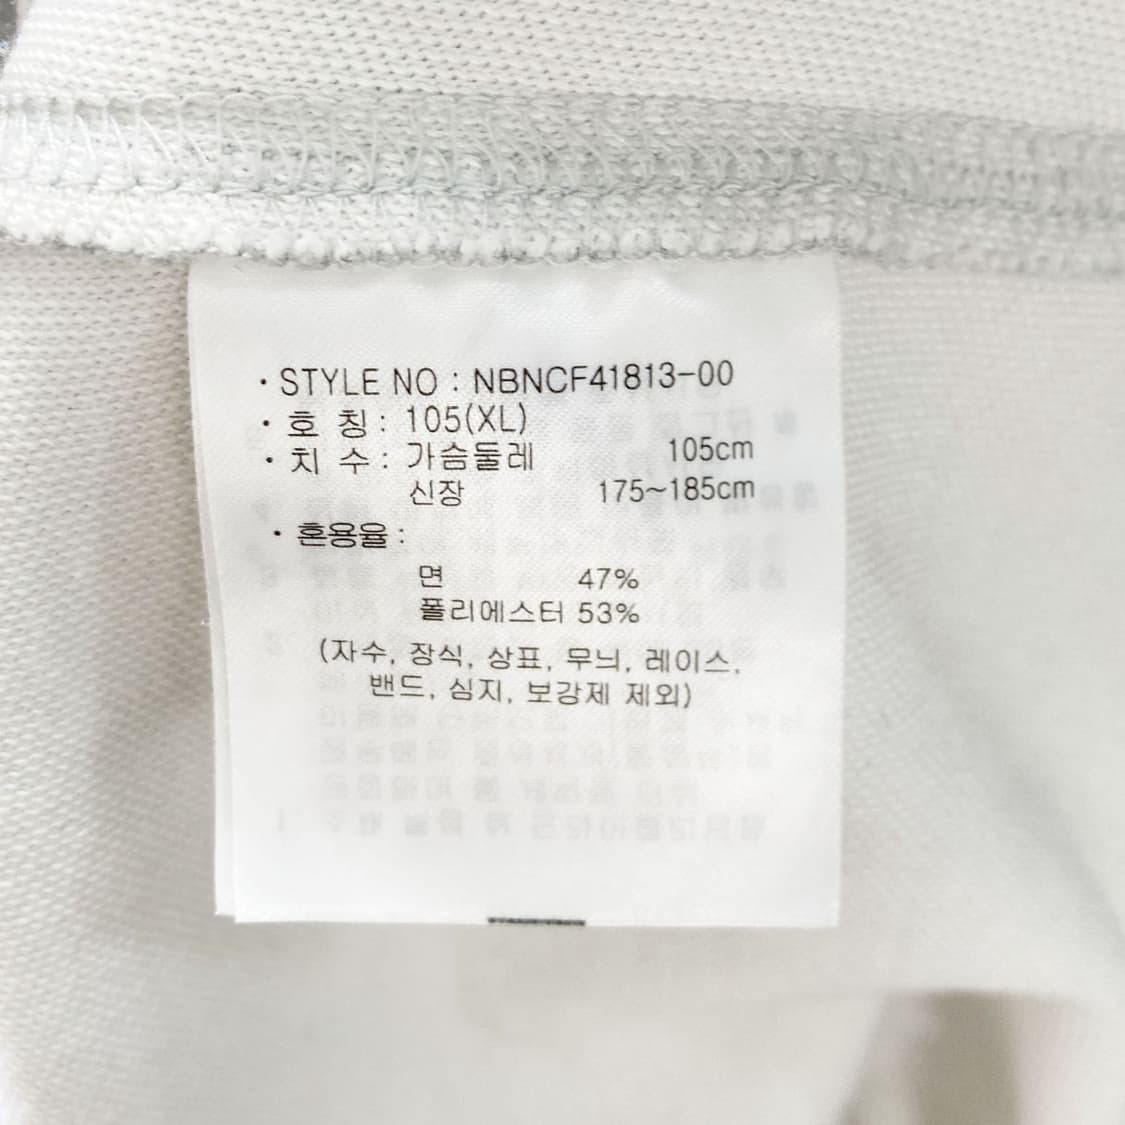 · STYLE NO : NBNCF41813-00
· 호 칭 : 105(XL)
· 치 수 : 가슴둘레 105cm
신장 175~185cm
· 혼용율 :
면 47%
폴리에스터 53%
(자수, 장식, 상표, 무늬, 레이스,
밴드, 심지, 보강제 제외)